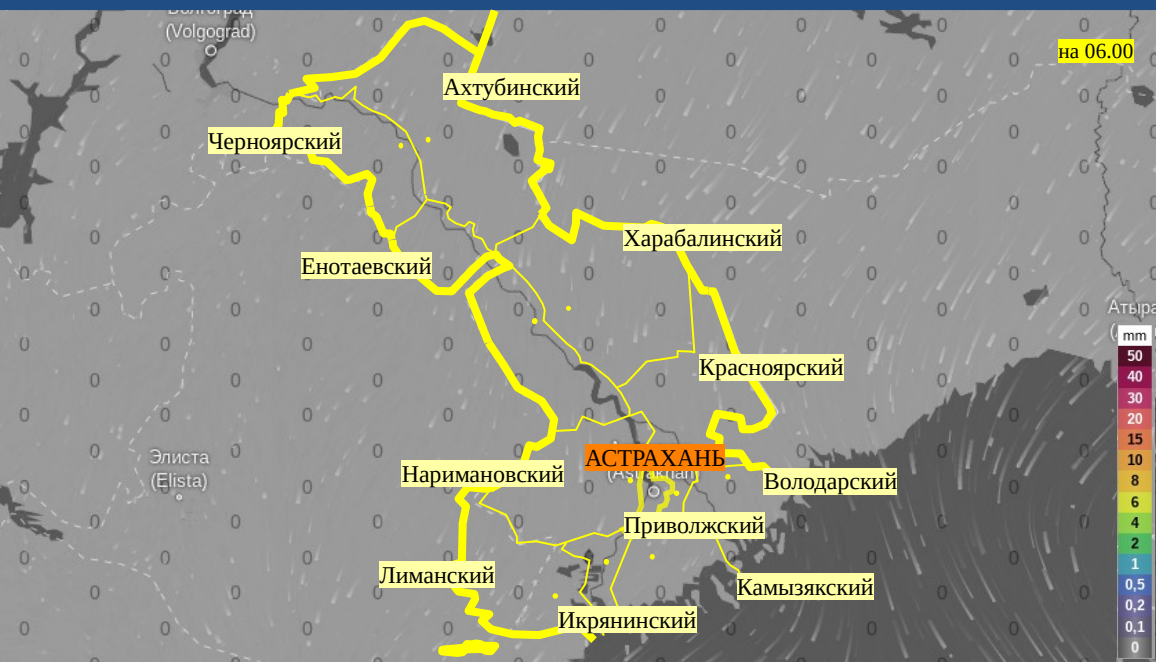 Волгоград
(Volgograd)
на 06.00
Ахтубинский
Черноярский
Харабалинский
Енотаевский
mm
50
40
30
20
15
10
8
6
4
2
1
0,5
0,2
0,1
0
Красноярский
Элиста
(Elista)
АСТРАХАНЬ
(Astrakhan)
Наримановский
Володарский
Приволжский
Лиманский
Камызякский
Икрянинский